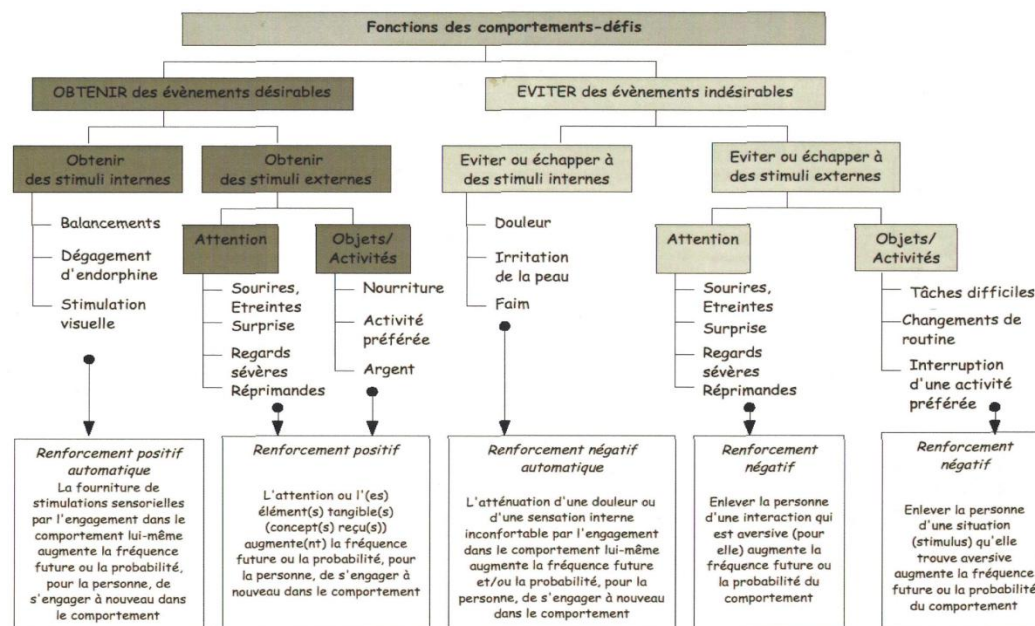 Fonctions des comportements-défis
OBTENIR des évènements désirables
EVITER des évènements indésirables
Obtenir
des stimuli internes
Obtenir
des stimuli externes
Eviter ou échapper à
des stimuli internes
Eviter ou échapper à
des stimuli externes
Balancements
Dégagement
d'endorphine
Stimulation
visuelle
Attention
Sourires,
Etreintes
Surprise
Regards
sévères
Réprimandes
Objets/
Activités
Nourriture
Activité
préférée
Argent
Douleur
Irritation
de la peau
Faim
Attention
Sourires,
Etreintes
Surprise
Regards
sévères
Réprimandes
Objets/
Activités
Tâches difficiles
Changements de
routine
Interruption
d'une activité
préférée
Renforcement positif
automatique
La fourniture de
stimulations sensorielles
par l'engagement dans le
comportement lui-même
augmente la fréquence
future ou la probabilité,
pour la personne, de
s'engager à nouveau dans
le comportement
Renforcement positif
L'attention ou l'(es)
élément(s) tangible(s)
(concept(s) reçu(s))
augmente(nt) la fréquence
future ou la probabilité, pour
la personne, de s'engager à
nouveau dans le comportement
Renforcement négatif
automatique
L'atténuation d'une douleur ou
d'une sensation interne
inconfortable par l'engagement
dans le comportement lui-même
augmente la fréquence future
et/ou la probabilité, pour la
personne, de s'engager à nouveau
dans le comportement
Renforcement
négatif
Enlever la personne
d'une interaction qui
est aversive (pour
elle) augmente la
fréquence future ou
la probabilité du
comportement
Renforcement
négatif
Enlever la personne
d'une situation
(stimulus) qu'elle
trouve aversive
augmente la fréquence
future ou la probabilité
du comportement